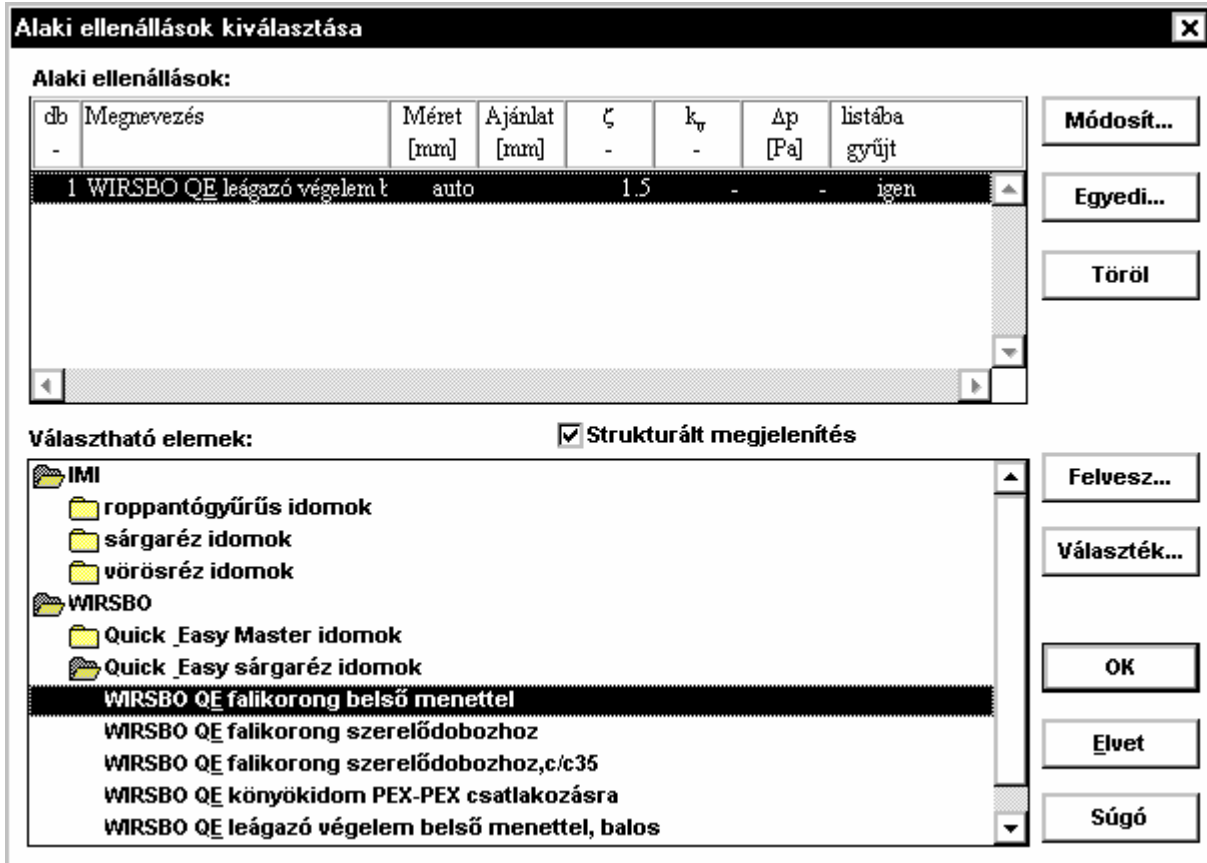 Alaki ellenállások kiválasztása
Alaki ellenállások:
db Megnevezés Méret Ajánlat ζ kv Δp listába
- [mm] [mm] - - [Pa] gyűjt
1 WIRSBO QE leágazó végelem b auto 1.5 - - igen
Módosít...
Egyedi...
Töröl
Választható elemek: Strukturált megjelenítés
IMI
roppantógyűrűs idomok
sárgaréz idomok
vörösréz idomok
WIRSBO
Quick _Easy Master idomok
Quick _Easy sárgaréz idomok
WIRSBO QE falikorong belső menettel
WIRSBO QE falikorong szerelődobozhoz
WIRSBO QE falikorong szerelődobozhoz,c/c35
WIRSBO QE könyökidom PEX-PEX csatlakozásra
WIRSBO QE leágazó végelem belső menettel, balos
Felvesz...
Választék...
OK
Elvet
Súgó